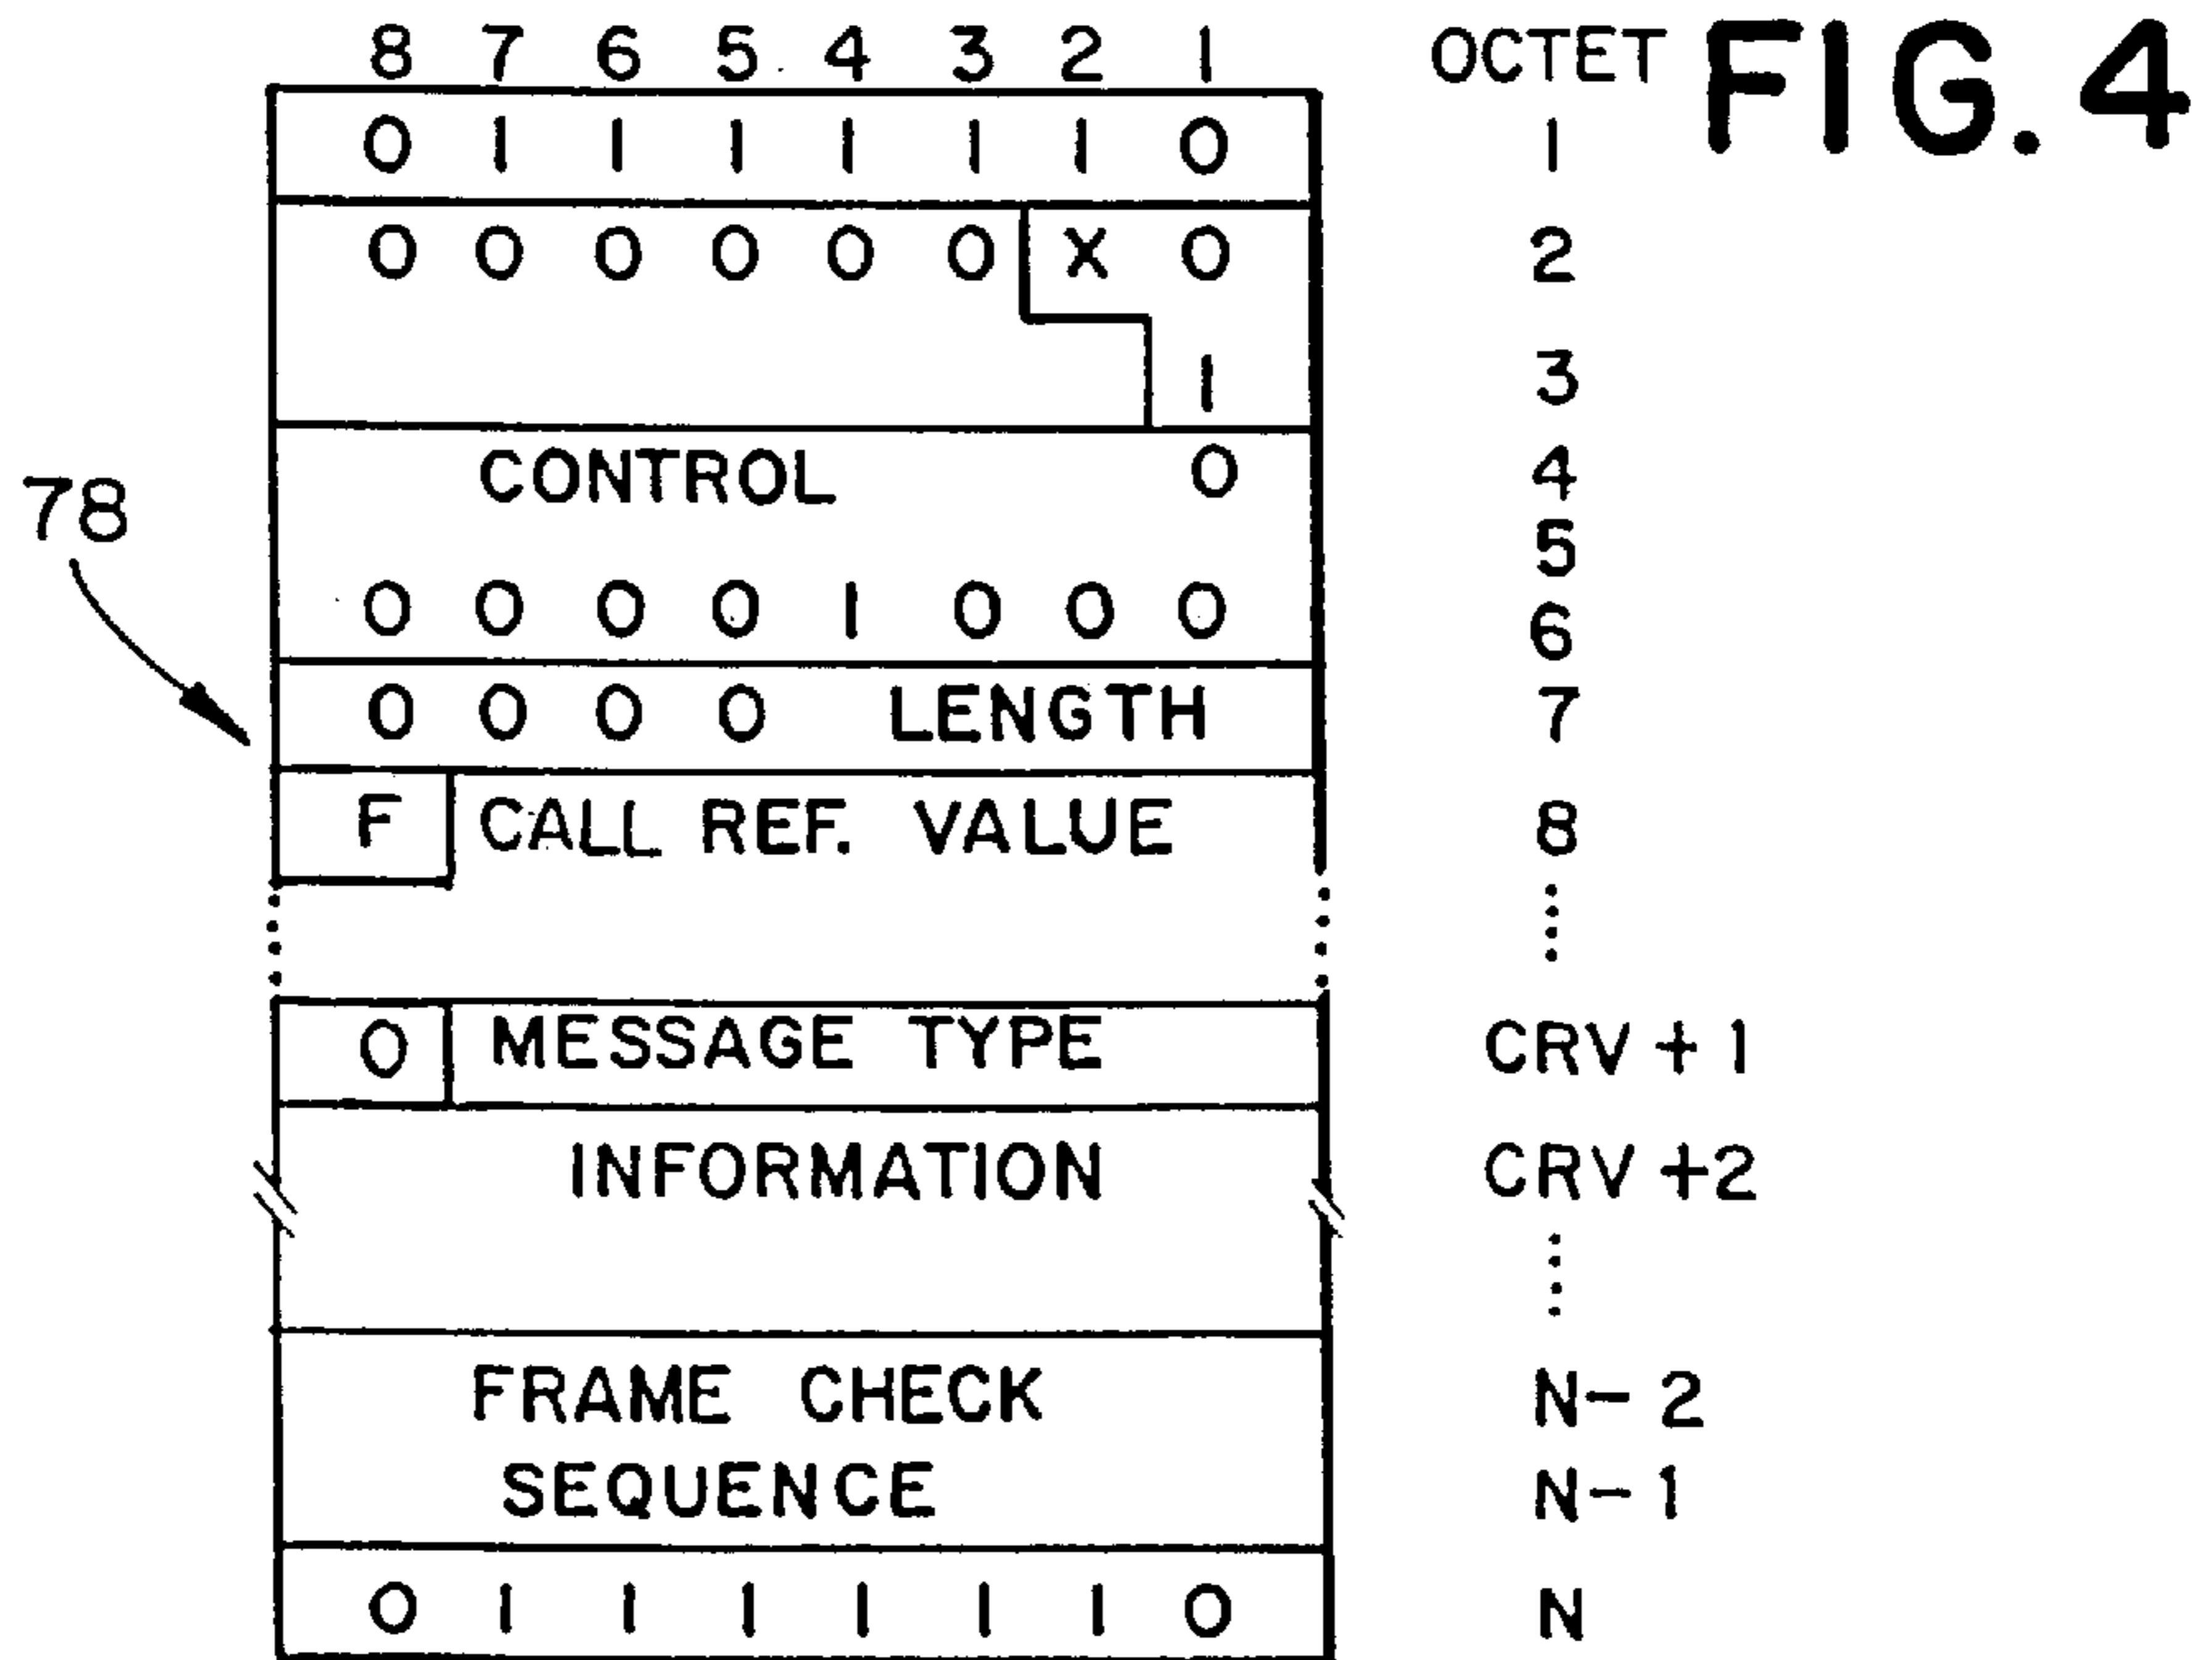 8 7 6 5 4 3 2 1 OCTET FIG. 4
0 1 1 1 1 1 1 0 1
0 0 0 0 0 0 X 0 2
1 3
CONTROL 0 4
78
5
0 0 0 0 1 0 0 0 6
0 0 0 0 LENGTH 7
F CALL REF. VALUE 8
0 MESSAGE TYPE CRV + 1
INFORMATION CRV + 2
FRAME CHECK N - 2
SEQUENCE N - 1
0 1 1 1 1 1 1 0 N